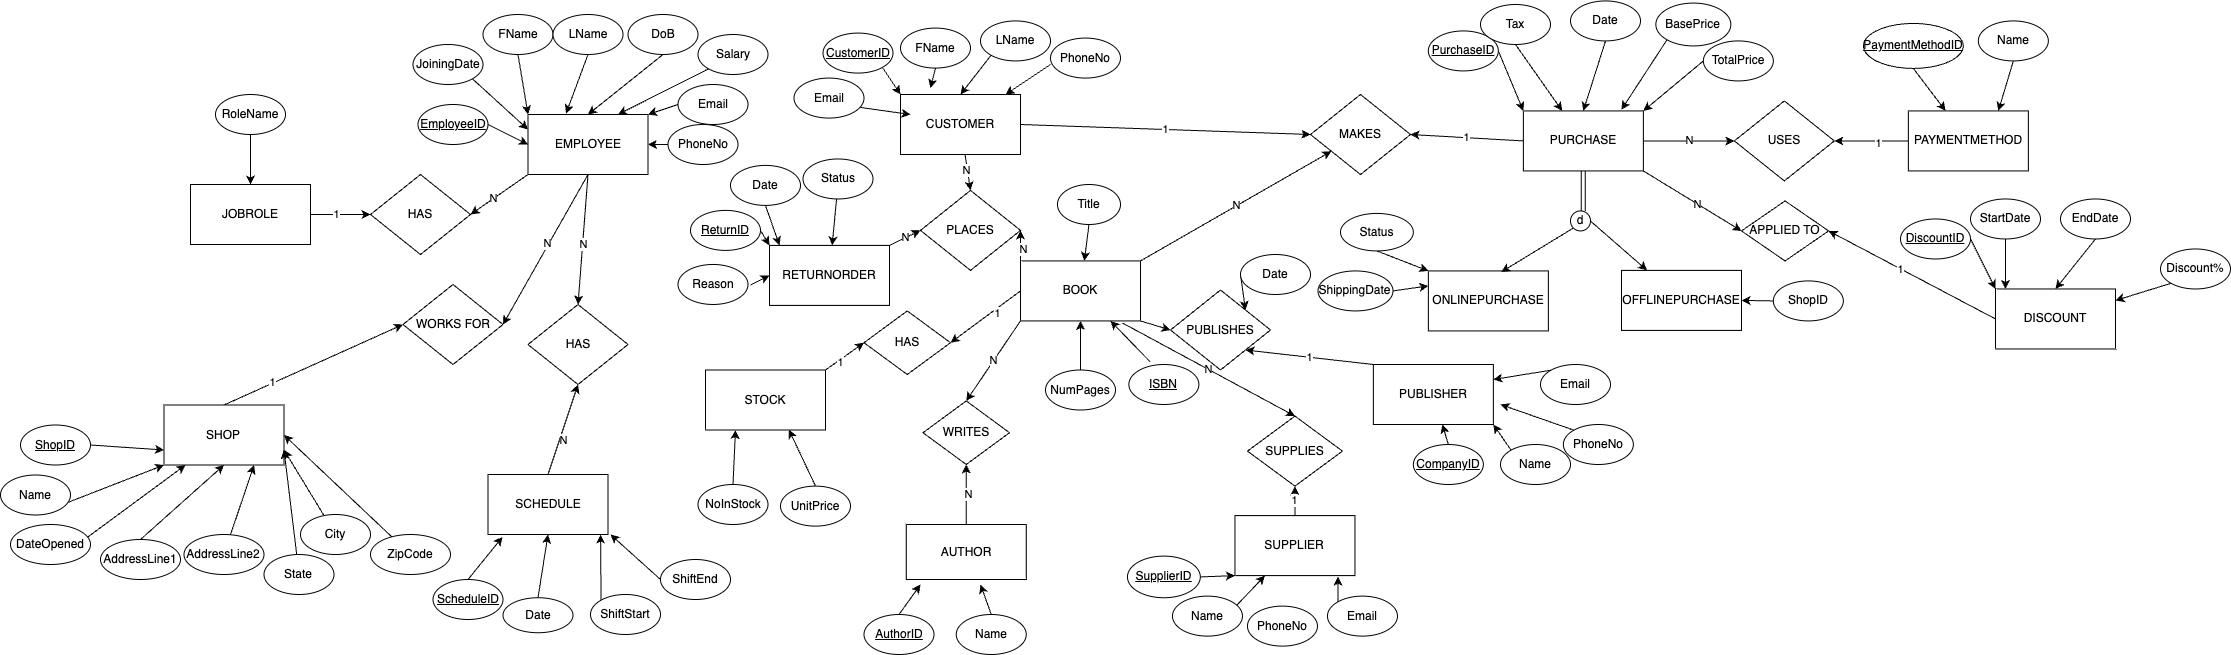 FName
LName
DoB
Salary
JoiningDate
EmployeeID
Email
PhoneNo
EMPLOYEE
RoleName
JOBROLE
1
HAS
N
N
N
WORKS FOR
HAS
1
N
SHOP
ShopID
Name
DateOpened
AddressLine1
AddressLine2
State
City
ZipCode
SCHEDULE
ScheduleID
Date
ShiftStart
ShiftEnd
CustomerID
FName
LName
PhoneNo
Email
CUSTOMER
1
N
PLACES
N
N
Date
Status
ReturnID
Reason
RETURNORDER
Title
BOOK
NumPages
ISBN
1
HAS
1
STOCK
NoInStock
UnitPrice
N
WRITES
N
AUTHOR
AuthorID
Name
N
MAKES
1
PurchaseID
Tax
Date
BasePrice
TotalPrice
PURCHASE
N
USES
1
PaymentMethodID
Name
PAYMENTMETHOD
d
Status
ShippingDate
ONLINEPURCHASE
OFFLINEPURCHASE
ShopID
N
APPLIED TO
1
DiscountID
StartDate
EndDate
Discount%
DISCOUNT
Date
PUBLISHES
1
PUBLISHER
Email
PhoneNo
Name
CompanyID
N
SUPPLIES
1
SUPPLIER
SupplierID
Name
PhoneNo
Email